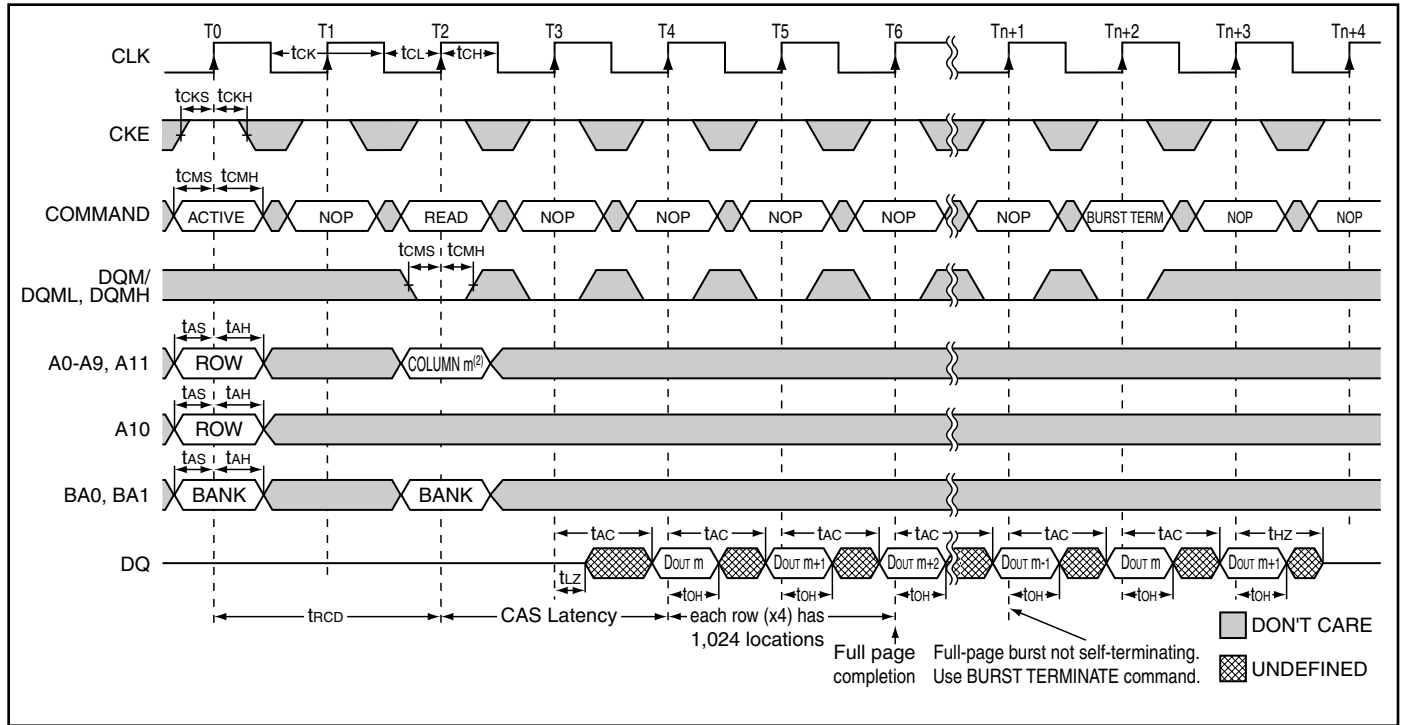 T0 T1 T2 T3 T4 T5 T6 Tn+1 Tn+2 Tn+3 Tn+4
CLK
tCK tCL tCH
tCKS tCKH
CKE
tCMS tCMH
COMMAND ACTIVE NOP READ NOP NOP NOP NOP NOP BURST TERM NOP NOP
tCMS tCMH
DQM/
DQML, DQMH
tAS tAH
A0-A9, A11 ROW COLUMN m(2)
tAS tAH
A10 ROW
tAS tAH
BA0, BA1 BANK BANK
tAC tAC tAC tAC tAC tAC tHZ
DQ DOUT m DOUT m+1 DOUT m+2 DOUT m-1 DOUT m DOUT m+1
tLZ tOH tOH tOH tOH tOH tOH
tRCD CAS Latency each row (x4) has
1,024 locations
Full page
completion
Full-page burst not self-terminating.
Use BURST TERMINATE command.
DON'T CARE
UNDEFINED